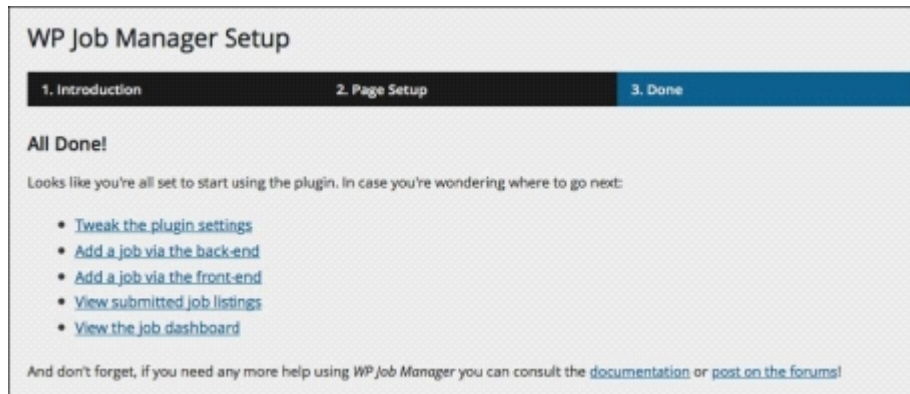 WP Job Manager Setup
1. Introduction 2. Page Setup 3. Done
All Done!
Looks like you're all set to start using the plugin. In case you're wondering where to go next:
• Tweak the plugin settings
• Add a job via the back-end
• Add a job via the front-end
• View submitted job listings
• View the job dashboard
And don't forget, if you need any more help using WP Job Manager you can consult the documentation or post on the forums!